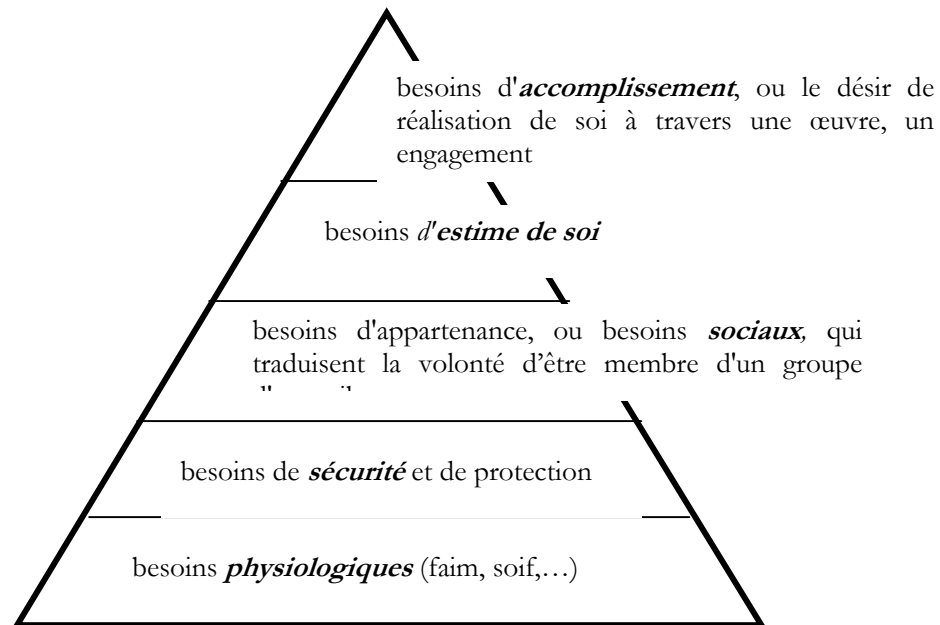 besoins d'accomplissement, ou le désir de
réalisation de soi à travers une œuvre, un
engagement
besoins d'estime de soi
besoins d'appartenance, ou besoins sociaux, qui
traduisent la volonté d’être membre d'un groupe
besoins de sécurité et de protection
besoins physiologiques (faim, soif,…)